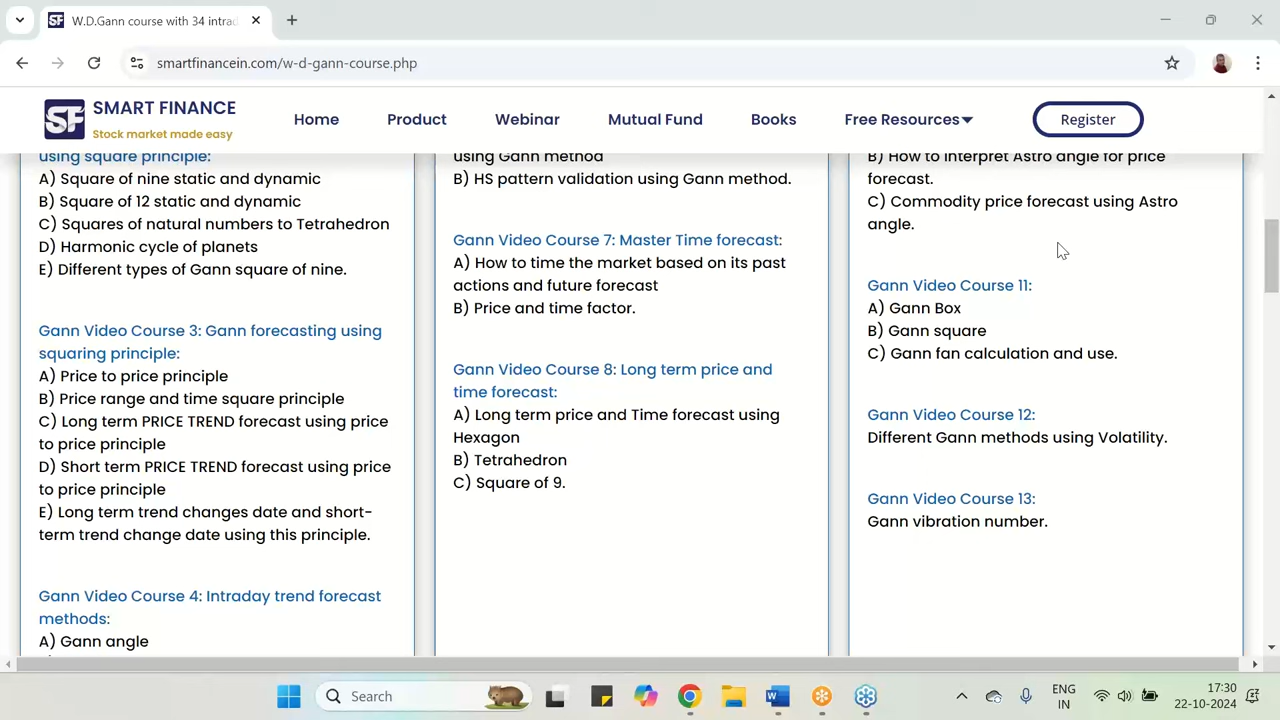 W.D.Gann course with 34 intrad
smartfinancein.com/w-d-gann-course.php
SF
SMART FINANCE
Stock market made easy
Home
Product
Webinar
Mutual Fund
Books
Free Resources
Register
using square principle:
A) Square of nine static and dynamic
B) Square of 12 static and dynamic
C) Squares of natural numbers to Tetrahedron
D) Harmonic cycle of planets
E) Different types of Gann square of nine.
Gann Video Course 3: Gann forecasting using
squaring principle:
A) Price to price principle
B) Price range and time square principle
C) Long term PRICE TREND forecast using price
to price principle
D) Short term PRICE TREND forecast using price
to price principle
E) Long term trend changes date and short-
term trend change date using this principle.
Gann Video Course 4: Intraday trend forecast
methods:
A) Gann angle
using Gann method
B) HS pattern validation using Gann method.
Gann Video Course 7: Master Time forecast:
A) How to time the market based on its past
actions and future forecast
B) Price and time factor.
Gann Video Course 8: Long term price and
time forecast:
A) Long term price and Time forecast using
Hexagon
B) Tetrahedron
C) Square of 9.
B) How to interpret Astro angle for price
forecast.
C) Commodity price forecast using Astro
angle.
Gann Video Course 11:
A) Gann Box
B) Gann square
C) Gann fan calculation and use.
Gann Video Course 12:
Different Gann methods using Volatility.
Gann Video Course 13:
Gann vibration number.
Search
ENG
IN
17:30
22-10-2024